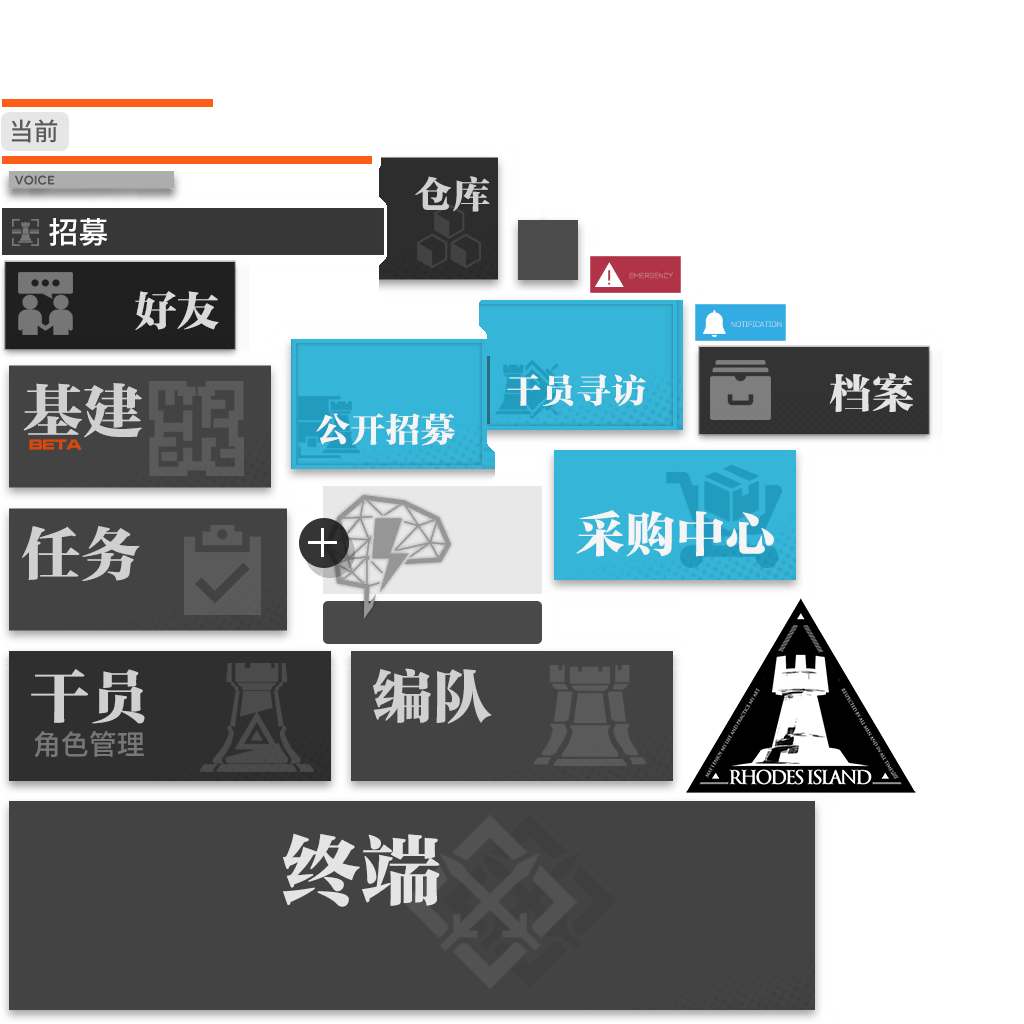 当前
VOICE
仓库
招募
EMERGENCY
好友
NOTIFICATION
干员寻访
档案
基建
BETA
公开招募
采购中心
任务
干员
角色管理
编队
RHODES ISLAND
终端